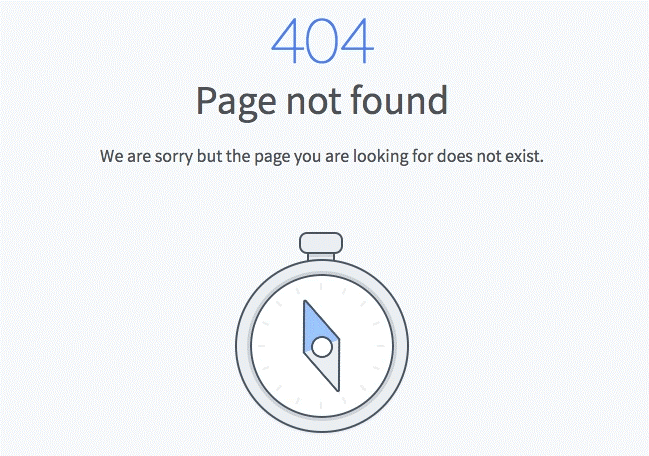 404
Page not found
We are sorry but the page you are looking for does not exist.